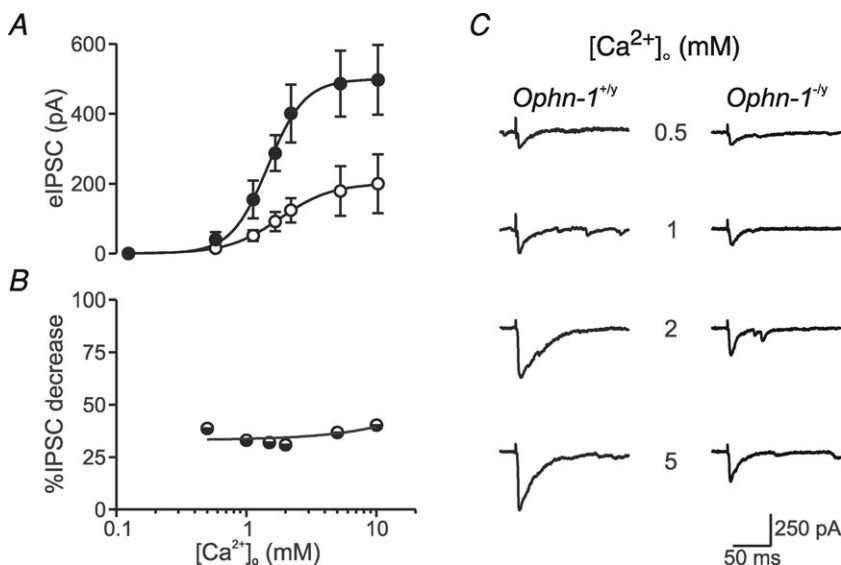 A
600
400
200
0
eIPSC (pA)
B
100
75
50
25
0
%IPSC decrease
0.1 1 10
[Ca²⁺]ₒ (mM)
C
[Ca²⁺]ₒ (mM)
Ophn-1⁺/ʸ Ophn-1⁻/ʸ
0.5
1
2
5
250 pA
50 ms